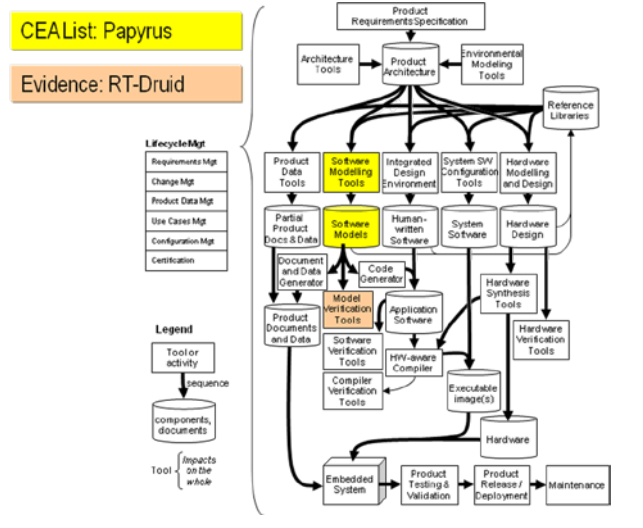 CEA List: Papyrus
Evidence: RT-Druid
Product
Requirements Specification
Architecture
Tools
Product
Architecture
Environmental
Modeling Tools
Reference
Libraries
Lifecycle Mgt
Requirements Mgt
Change Mgt
Product Data Mgt
Use Cases Mgt
Configuration Mgt
Certification
Product
Data
Tools
Software
Modelling
Tools
Integrated
Design
Environment
System SW
Configuration
Tools
Hardware
Modelling
and Design
Partial
Product
Docs & Data
Software
Models
Human-
written
Software
System
Software
Hardware
Design
Document
and Data
Generator
Code
Generator
Hardware
Synthesis
Tools
Model
Verification
Tools
Application
Software
Product
Documents
and Data
Software
Verification
Tools
HW-aware
Compiler
Hardware
Verification
Tools
Compiler
Verification
Tools
Executable
image(s)
Hardware
Legend
Tool or
activity
sequence
components,
documents
Tool
Impacts
on the
whole
Embedded
System
Product
Testing &
Validation
Product
Release /
Deployment
Maintenance